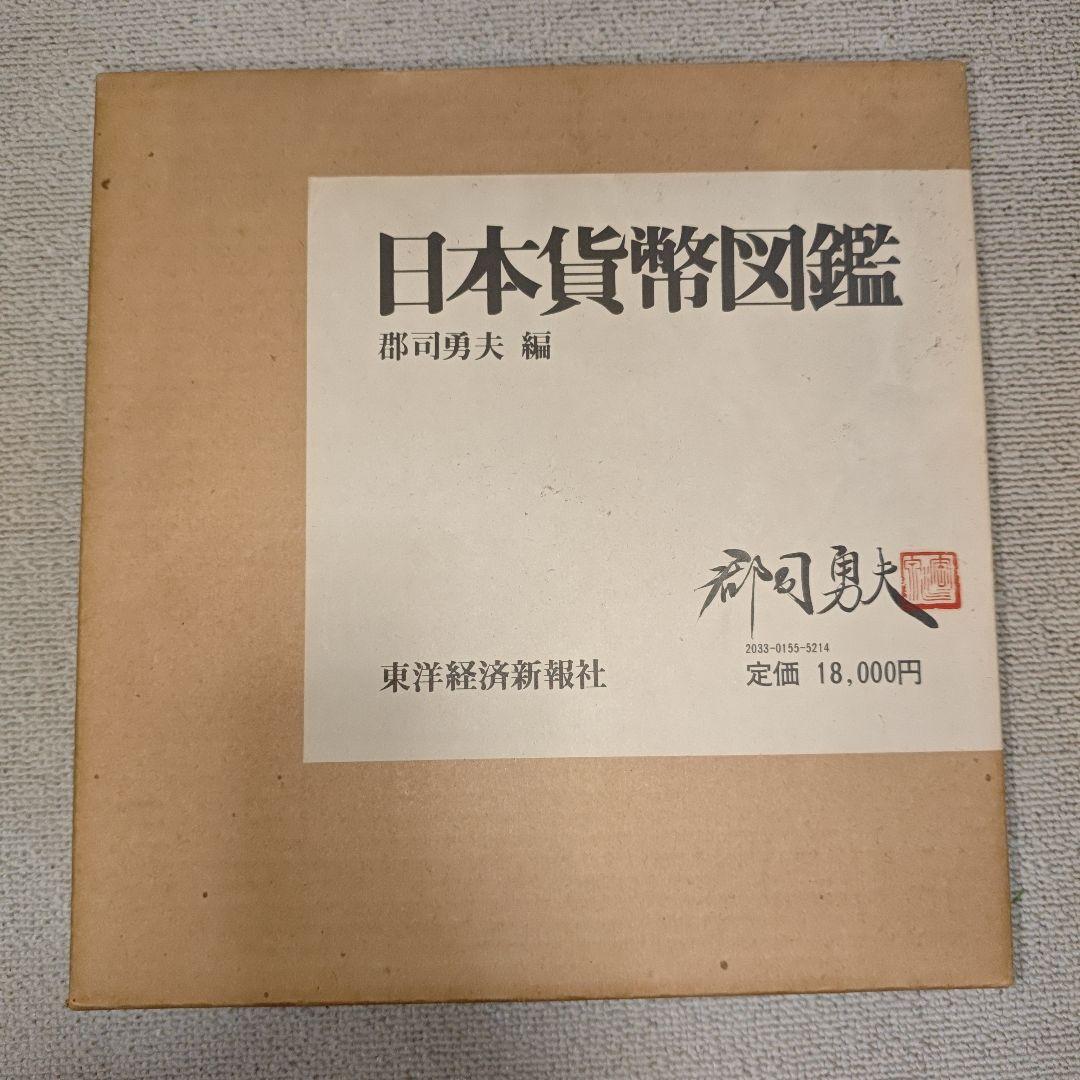 日本貨幣図鑑
郡司勇夫 編
郡司勇夫
2033-0155-5214
定価 18,000円
東洋経済新報社